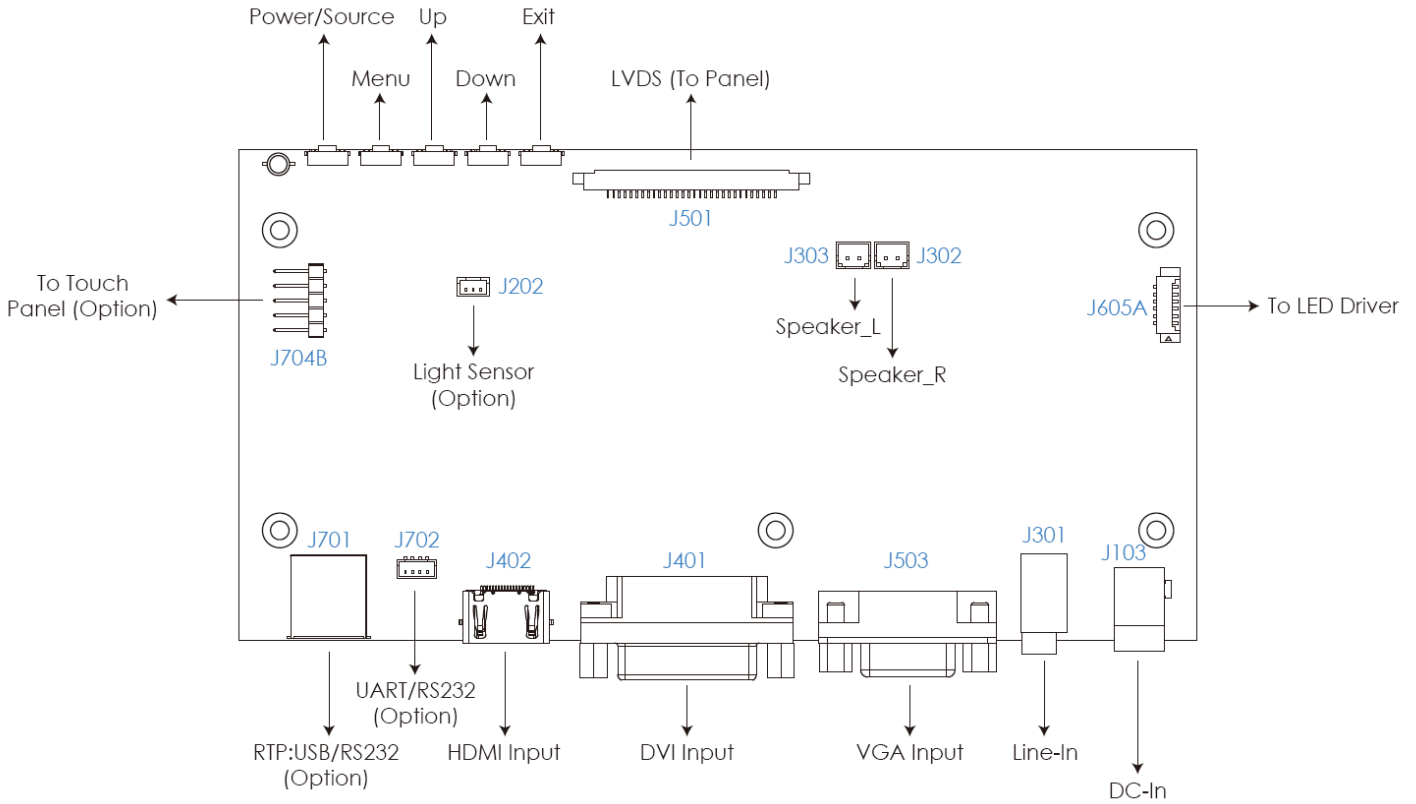 Power/Source
Up
Exit
Menu
Down
LVDS (To Panel)
J501
J303
J302
To Touch
Panel (Option)
J202
J605A
To LED Driver
Speaker_L
J704B
Light Sensor
(Option)
Speaker_R
J701
J702
J402
J401
J503
J301
J103
UART/RS232
(Option)
RTP:USB/RS232
(Option)
HDMI Input
DVI Input
VGA Input
Line-In
DC-In